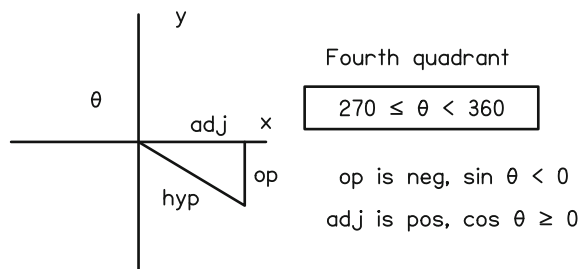 y
Fourth quadrant
θ
270 ≤ θ < 360
adj
x
op
hyp
op is neg, sin θ < 0
adj is pos, cos θ ≥ 0